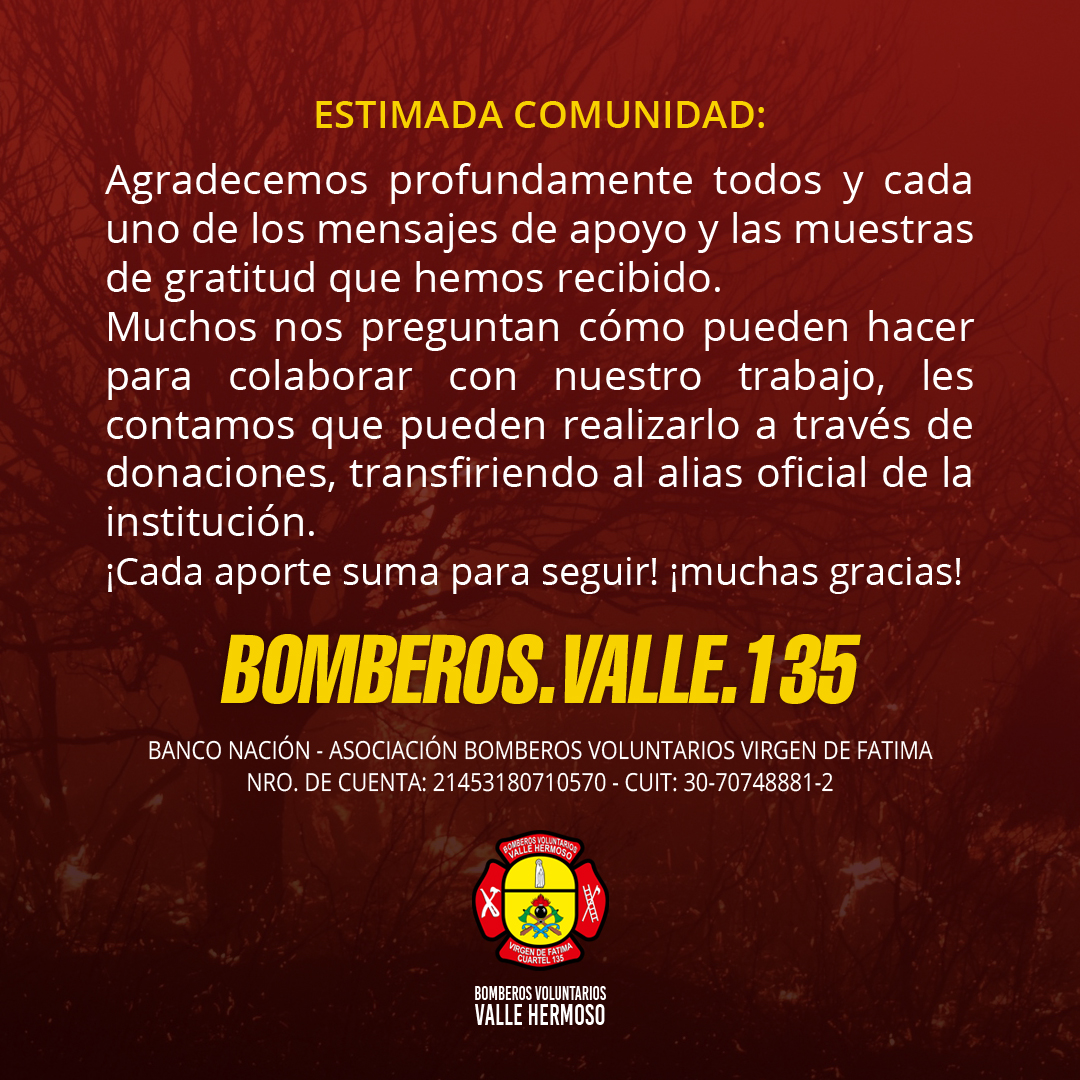 ESTIMADA COMUNIDAD:
Agradecemos profundamente todos y cada
uno de los mensajes de apoyo y las muestras
de gratitud que hemos recibido.
Muchos nos preguntan cómo pueden hacer
para colaborar con nuestro trabajo, les
contamos que pueden realizarlo a través de
donaciones, transfiriendo al alias oficial de la
institución.
¡Cada aporte suma para seguir! ¡muchas gracias!
BOMBEROS.VALLE.135
BANCO NACIÓN - ASOCIACIÓN BOMBEROS VOLUNTARIOS VIRGEN DE FATIMA
NRO. DE CUENTA: 21453180710570 - CUIT: 30-70748881-2
BOMBEROS VOLUNTARIOS
VALLE HERMOSO
VIRGEN DE FATIMA
CUARTEL 135
BOMBEROS VOLUNTARIOS
VALLE HERMOSO